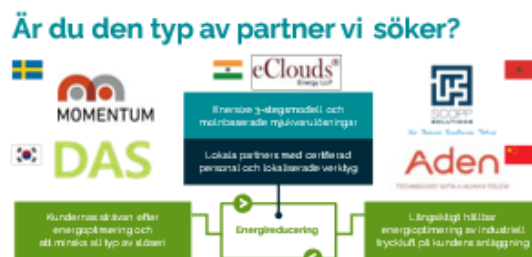 Är du den typ av partner vi söker?
eClouds®
Energy LLP
MOMENTUM
Enersize 3-stegsmodell och
molnbaserade mjukvarulösningar
SCOPP
SOLUTIONS
DAS
Lokala partners med certifierad
personal och lokaliserade verktyg
Aden
TECHNOLOGY WITH A HUMAN TOUCH
Kundernas strävan efter
energioptimering och
att minska all typ av slöseri
Energireducering
Långsiktigt hållbar
energioptimering av industriell
tryckluft på kundens anläggning